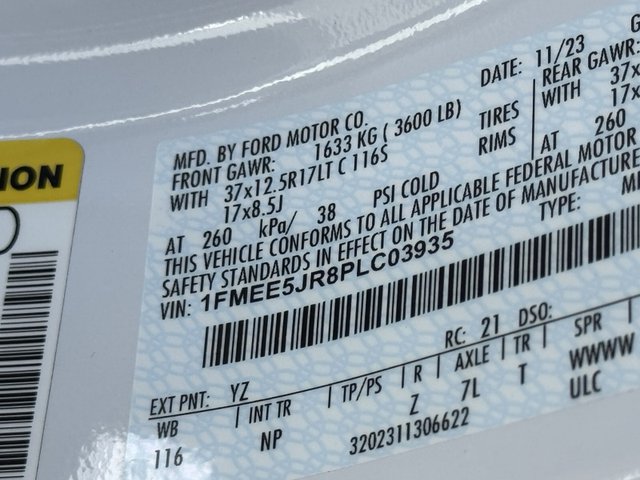 DATE: 11/23
MFD. BY FORD MOTOR CO.
FRONT GAWR: 1633 KG ( 3600 LB)
REAR GAWR:
WITH 37x12.5R17LT C 116S TIRES
WITH 37x
17x8.5J RIMS
17x
AT 260 kPa/ 38 PSI COLD
260
THIS VEHICLE CONFORMS TO ALL APPLICABLE FEDERAL MOTOR
SAFETY STANDARDS IN EFFECT ON THE DATE OF MANUFACTURE
VIN: 1FMEE5JR8PLC03935
TYPE:
EXT PNT: YZ RC: 21 DSO:
WB INT TR TP/PS R AXLE TR SPR
116 NP Z 7L T WWWW
3202311306622 ULC
ION